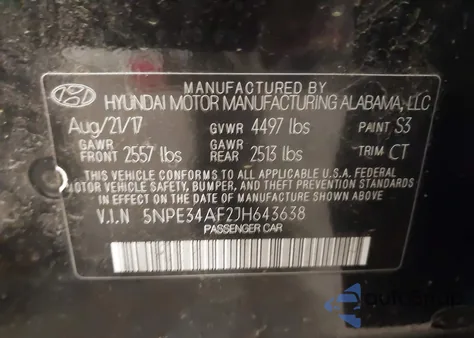 MANUFACTURED BY
HYUNDAI MOTOR MANUFACTURING ALABAMA, LLC
Aug/21/17 GVWR 4497 lbs PAINT S3
GAWR FRONT 2557 lbs GAWR REAR 2513 lbs TRIM CT
THIS VEHICLE CONFORMS TO ALL APPLICABLE U.S.A. FEDERAL
MOTOR VEHICLE SAFETY, BUMPER, AND THEFT PREVENTION STANDARDS
IN EFFECT ON THE DATE OF MANUFACTURE SHOWN ABOVE.
V.I.N 5NPE34AF2JH643638
PASSENGER CAR